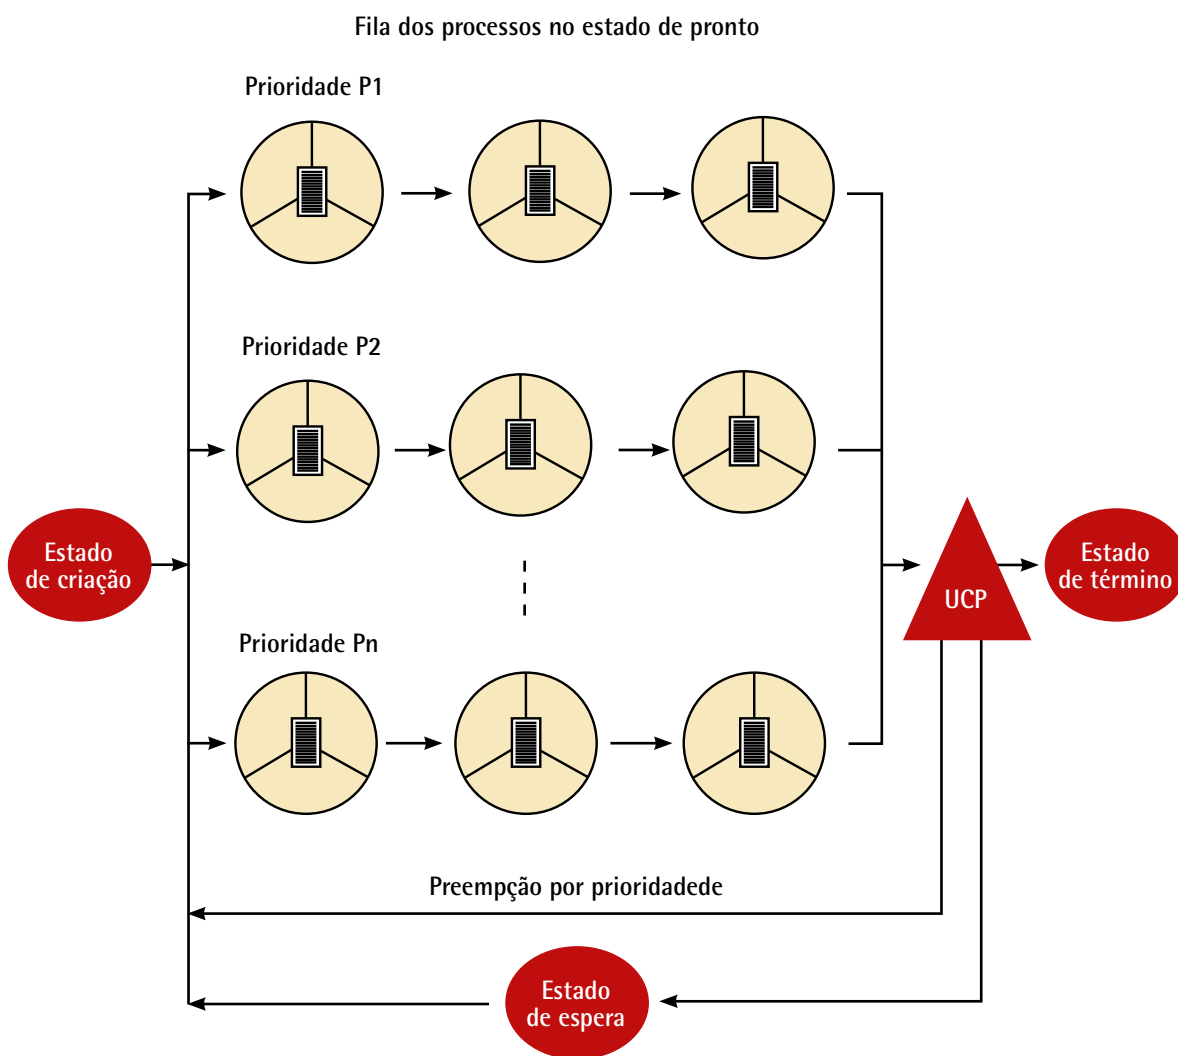 Fila dos processos no estado de pronto
Prioridade P1
Prioridade P2
Estado
de criação
Estado
de término
UCP
Prioridade Pn
Preempção por prioridadede
Estado
de espera